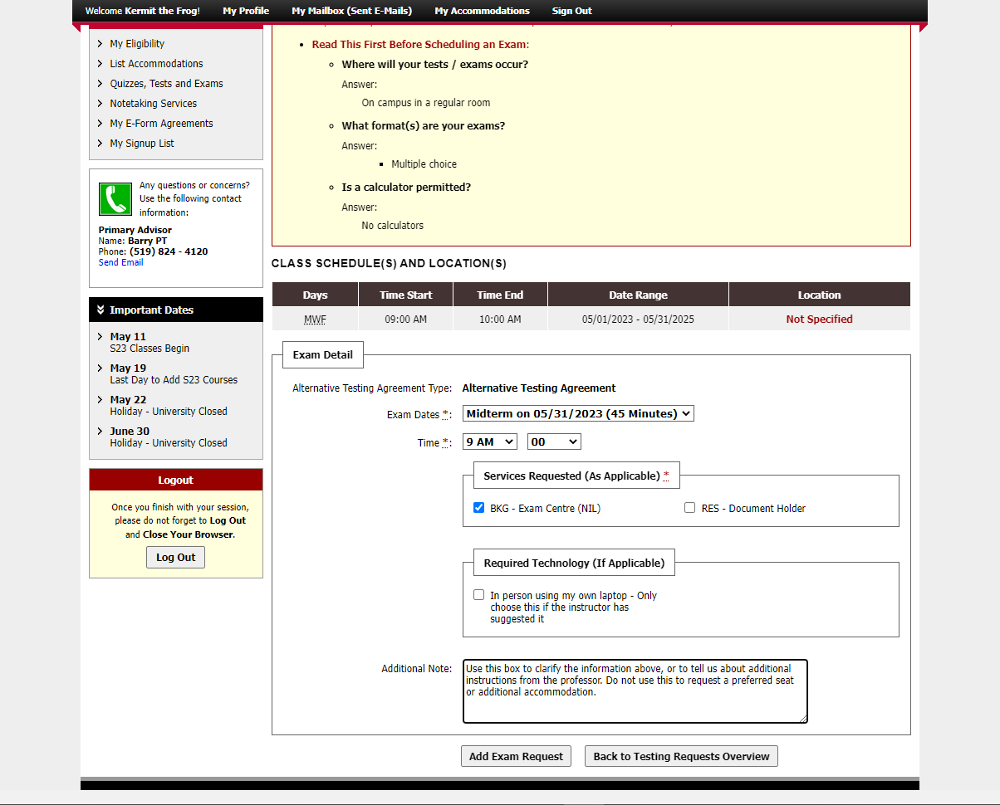 Welcome Kermit the Frog!
My Profile
My Mailbox (Sent E-Mails)
My Accommodations
Sign Out
My Eligibility
List Accommodations
Quizzes, Tests and Exams
Notetaking Services
My E-Form Agreements
My Signup List
Any questions or concerns?
Use the following contact
information:
Primary Advisor
Name: Barry PT
Phone: (519) 824 - 4120
Send Email
Important Dates
May 11
S23 Classes Begin
May 19
Last Day to Add S23 Courses
May 22
Holiday - University Closed
June 30
Holiday - University Closed
Logout
Once you finish with your session,
please do not forget to Log Out
and Close Your Browser.
Log Out
Read This First Before Scheduling an Exam:
Where will your tests / exams occur?
Answer:
On campus in a regular room
What format(s) are your exams?
Answer:
Multiple choice
Is a calculator permitted?
Answer:
No calculators
CLASS SCHEDULE(S) AND LOCATION(S)
Days Time Start Time End Date Range Location
MWF 09:00 AM 10:00 AM 05/01/2023 - 05/31/2025 Not Specified
Exam Detail
Alternative Testing Agreement Type: Alternative Testing Agreement
Exam Dates *: Midterm on 05/31/2023 (45 Minutes)
Time *: 9 AM 00
Services Requested (As Applicable) *
BKG - Exam Centre (NIL) RES - Document Holder
Required Technology (If Applicable)
In person using my own laptop - Only
choose this if the instructor has
suggested it
Additional Note: Use this box to clarify the information above, or to tell us about additional
instructions from the professor. Do not use this to request a preferred seat
or additional accommodation.
Add Exam Request Back to Testing Requests Overview